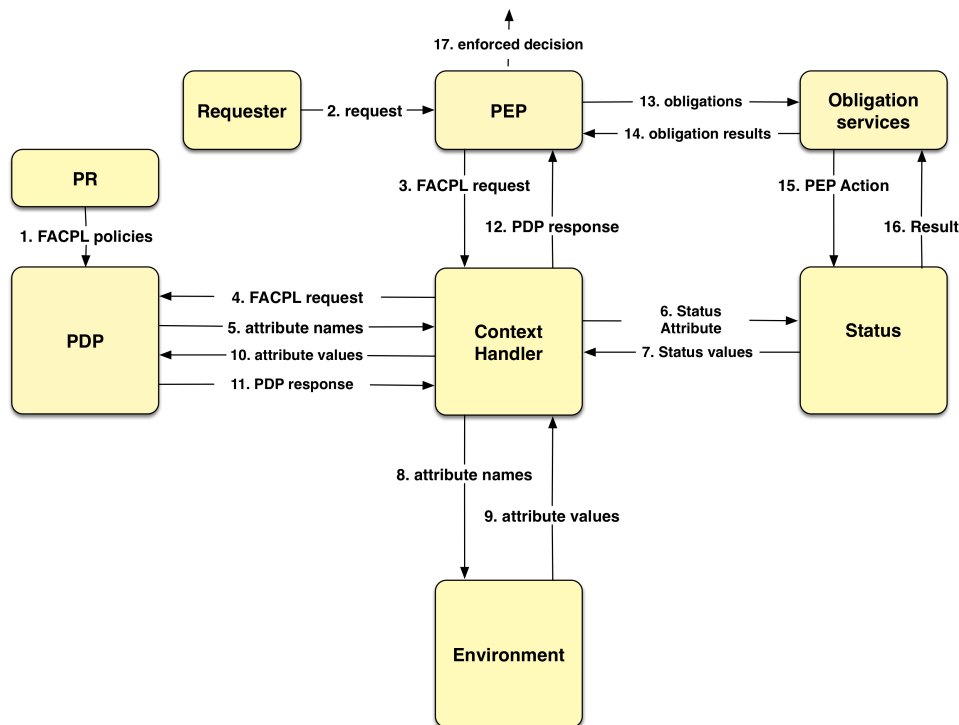 17. enforced decision
Requester
2. request
PEP
13. obligations
14. obligation results
Obligation
services
PR
1. FACPL policies
3. FACPL request
12. PDP response
15. PEP Action
16. Result
PDP
4. FACPL request
5. attribute names
10. attribute values
11. PDP response
Context
Handler
6. Status
Attribute
7. Status values
Status
8. attribute names
9. attribute values
Environment